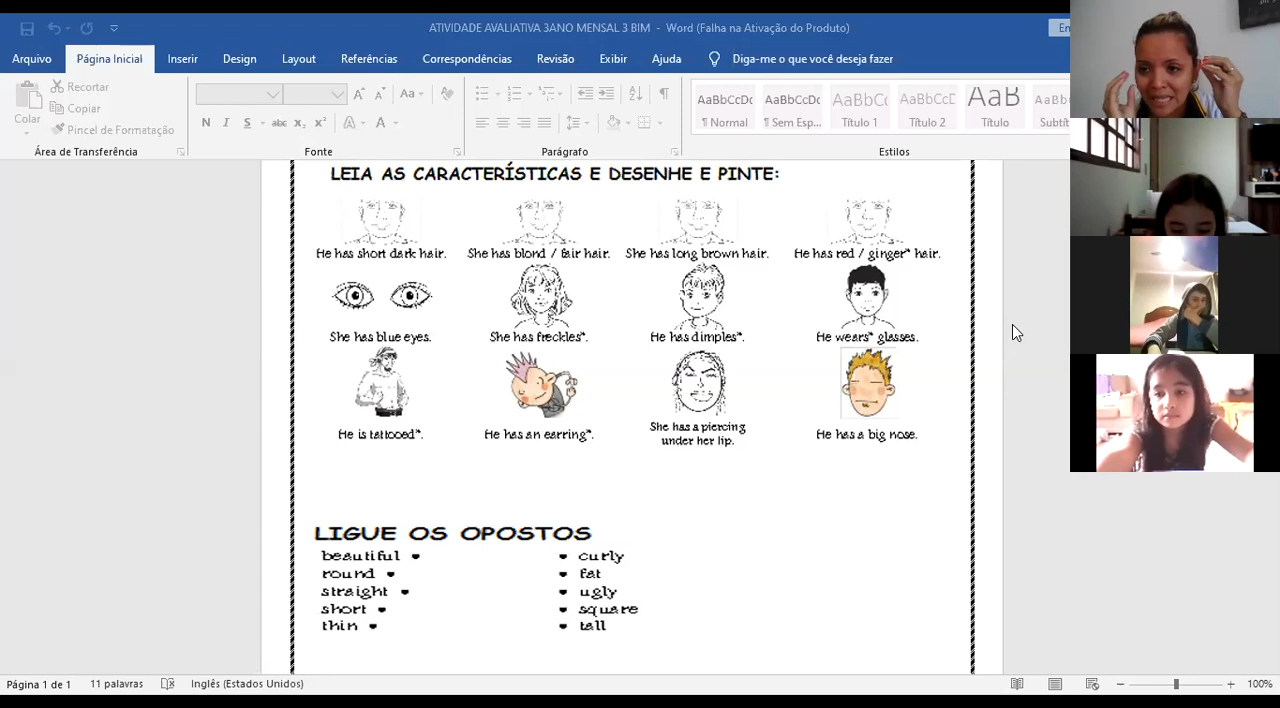 ATIVIDADE AVALIATIVA 3ANO MENSAL 3 BIM - Word (Falha na Ativação do Produto)
Arquivo Página Inicial Inserir Design Layout Referências Correspondências Revisão Exibir Ajuda Diga-me o que você deseja fazer
Recortar
Copiar
Colar
Pincel de Formatação
Área de Transferência
N I S abc x₂ x² A A
Aa
Fonte
Parágrafo
AaBbCcDc AaBbCcDc AaBbCc AaBbCcD AaB
¶ Normal ¶ Sem Esp... Título 1 Título 2 Título
Estilos
LEIA AS CARACTERÍSTICAS E DESENHE E PINTE:
He has short dark hair. She has blond / fair hair. She has long brown hair. He has red / ginger* hair.
She has blue eyes. She has freckles*. He has dimples*. He wears* glasses.
He is tattooed*. He has an earring*. She has a piercing under her lip. He has a big nose.
LIGUE OS OPOSTOS
beautiful • • curly
round • • fat
straight • • ugly
short • • square
thin • • tall
Página 1 de 1 11 palavras Inglês (Estados Unidos) 100%